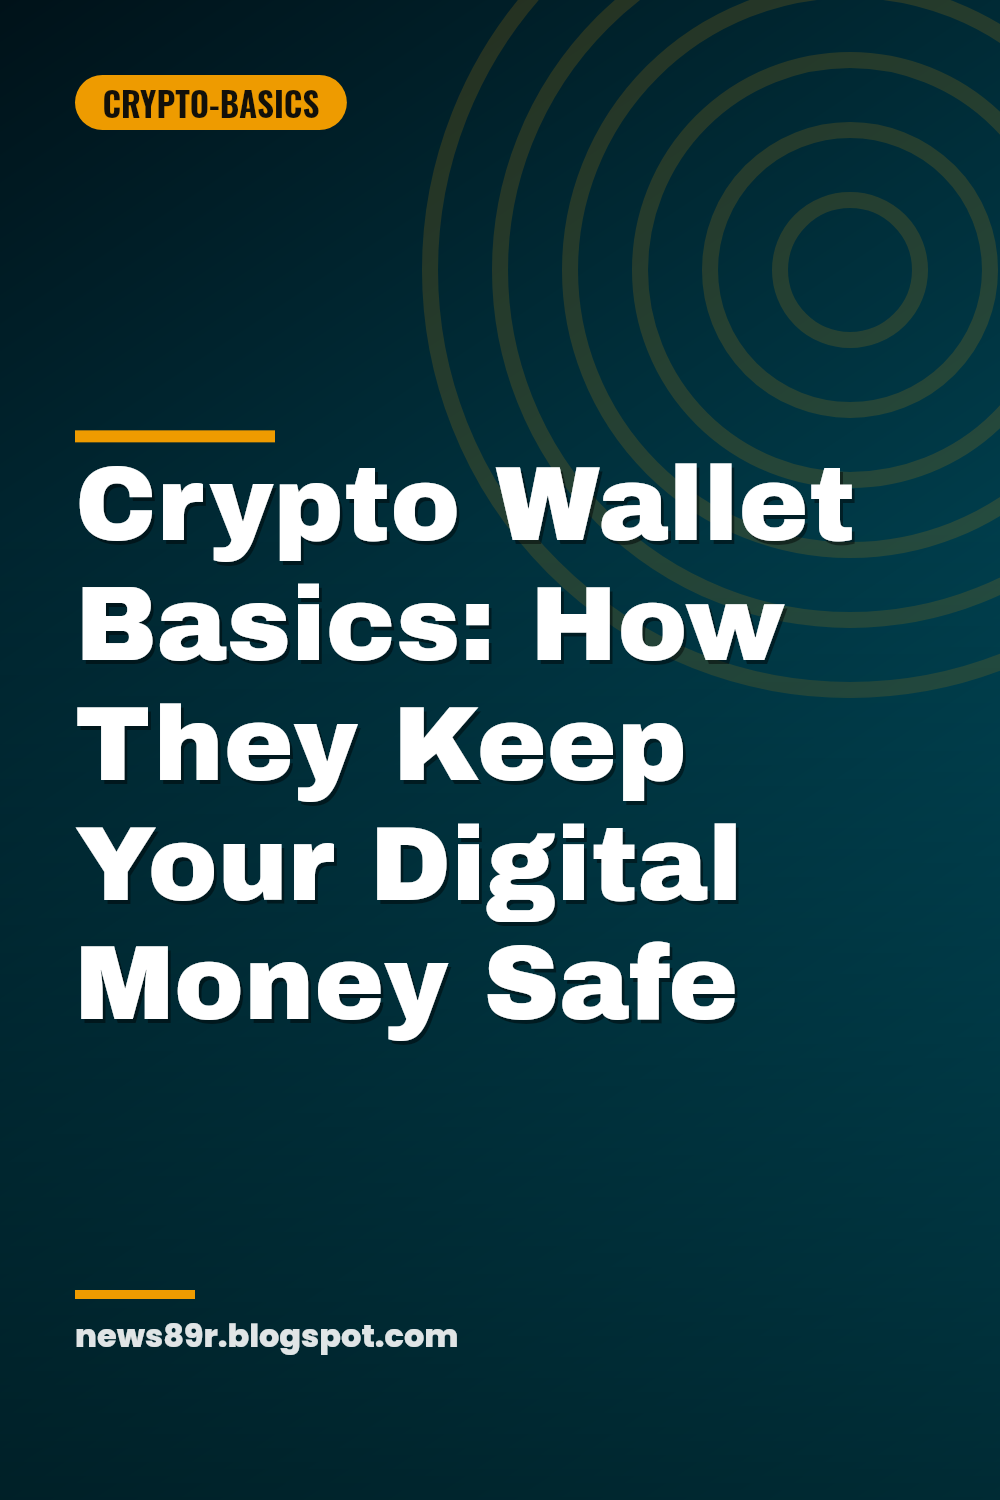 CRYPTO-BASICS
Crypto Wallet
Basics: How
They Keep
Your Digital
Money Safe
news89r.blogspot.com